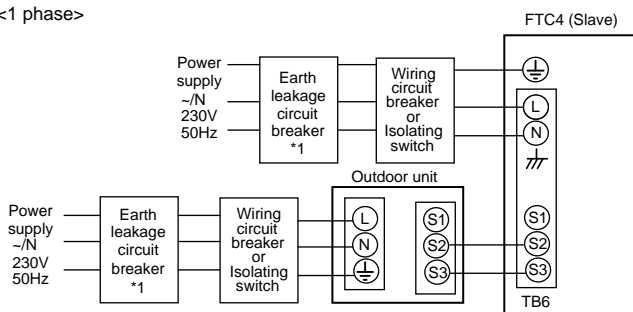 <1 phase>
FTC4 (Slave)
Power
supply
~/N
230V
50Hz
Earth
leakage
circuit
breaker
*1
Wiring
circuit
breaker
or
Isolating
switch
L
N
Outdoor unit
Power
supply
~/N
230V
50Hz
Earth
leakage
circuit
breaker
*1
Wiring
circuit
breaker
or
Isolating
switch
L
N
S1
S2
S3
S1
S2
S3
TB6